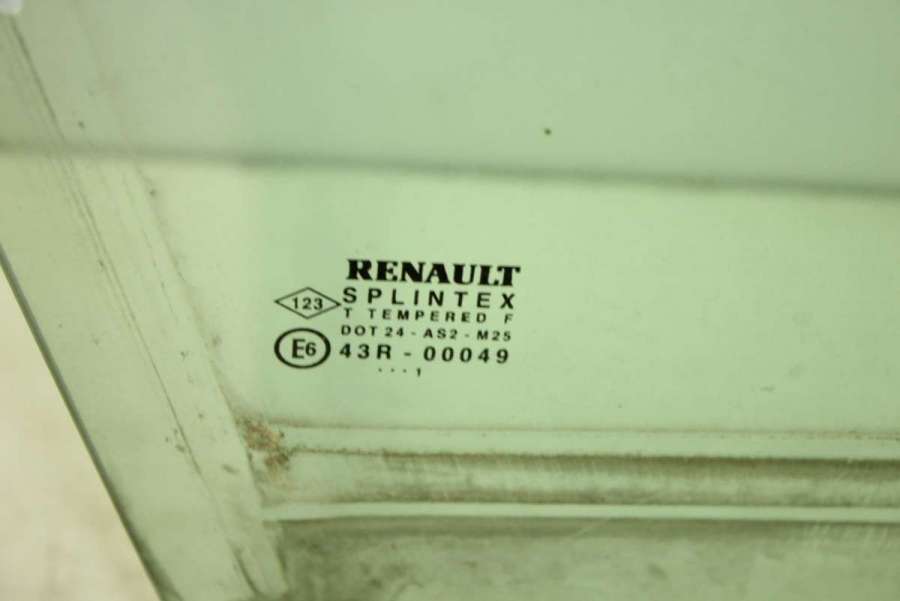 RENAULT
123 SPLINTEX
T TEMPERED F
DOT 24 - AS2 - M25
E6 43R - 00049
... 1